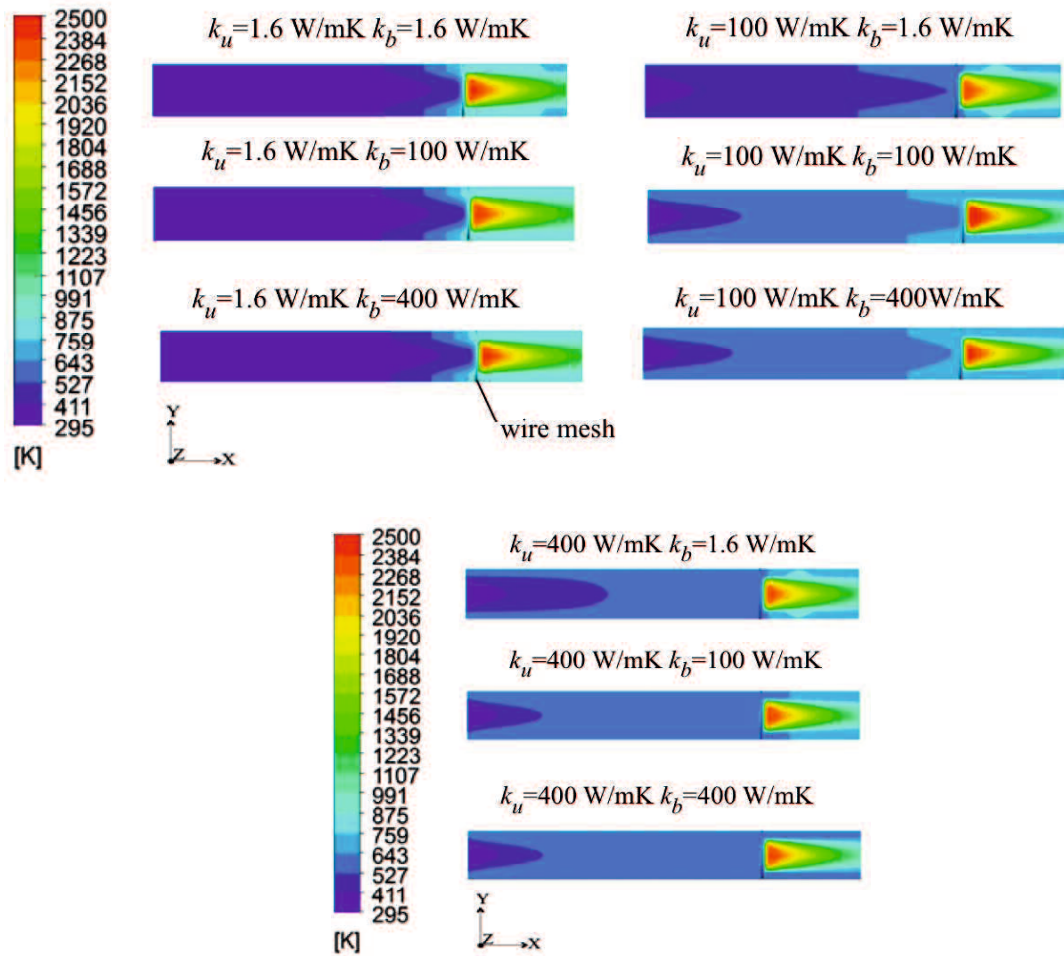 2500
2384
2268
2152
2036
1920
1804
1688
1572
1456
1339
1223
1107
991
875
759
643
527
411
295
[K]
k_u=1.6 W/mK k_b=1.6 W/mK
k_u=100 W/mK k_b=1.6 W/mK
k_u=1.6 W/mK k_b=100 W/mK
k_u=100 W/mK k_b=100 W/mK
k_u=1.6 W/mK k_b=400 W/mK
k_u=100 W/mK k_b=400W/mK
wire mesh
Y
Z X
2500
2384
2268
2152
2036
1920
1804
1688
1572
1456
1339
1223
1107
991
875
759
643
527
411
295
[K]
k_u=400 W/mK k_b=1.6 W/mK
k_u=400 W/mK k_b=100 W/mK
k_u=400 W/mK k_b=400 W/mK
Y
Z X